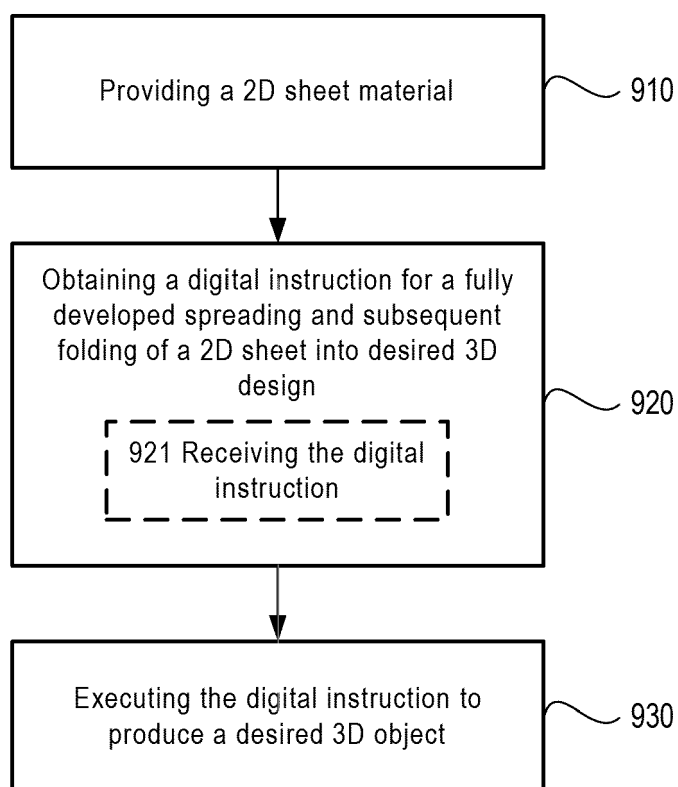 Providing a 2D sheet material
910
Obtaining a digital instruction for a fully
developed spreading and subsequent
folding of a 2D sheet into desired 3D
design
920
921 Receiving the digital
instruction
Executing the digital instruction to
produce a desired 3D object
930